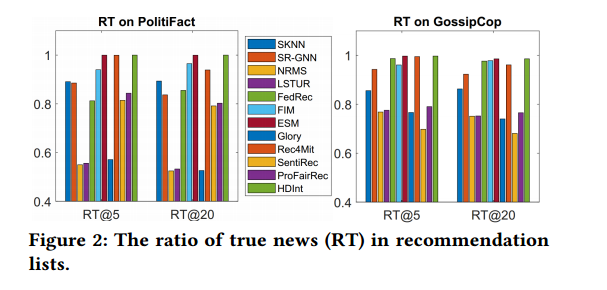 RT on PolitiFact
1
0.8
0.6
0.4
RT@5 RT@20
SKNN
SR-GNN
NRMS
LSTUR
FedRec
FIM
ESM
Glory
Rec4Mit
SentiRec
ProFairRec
HDInt
RT on GossipCop
1
0.8
0.6
0.4
RT@5 RT@20
Figure 2: The ratio of true news (RT) in recommendation
lists.